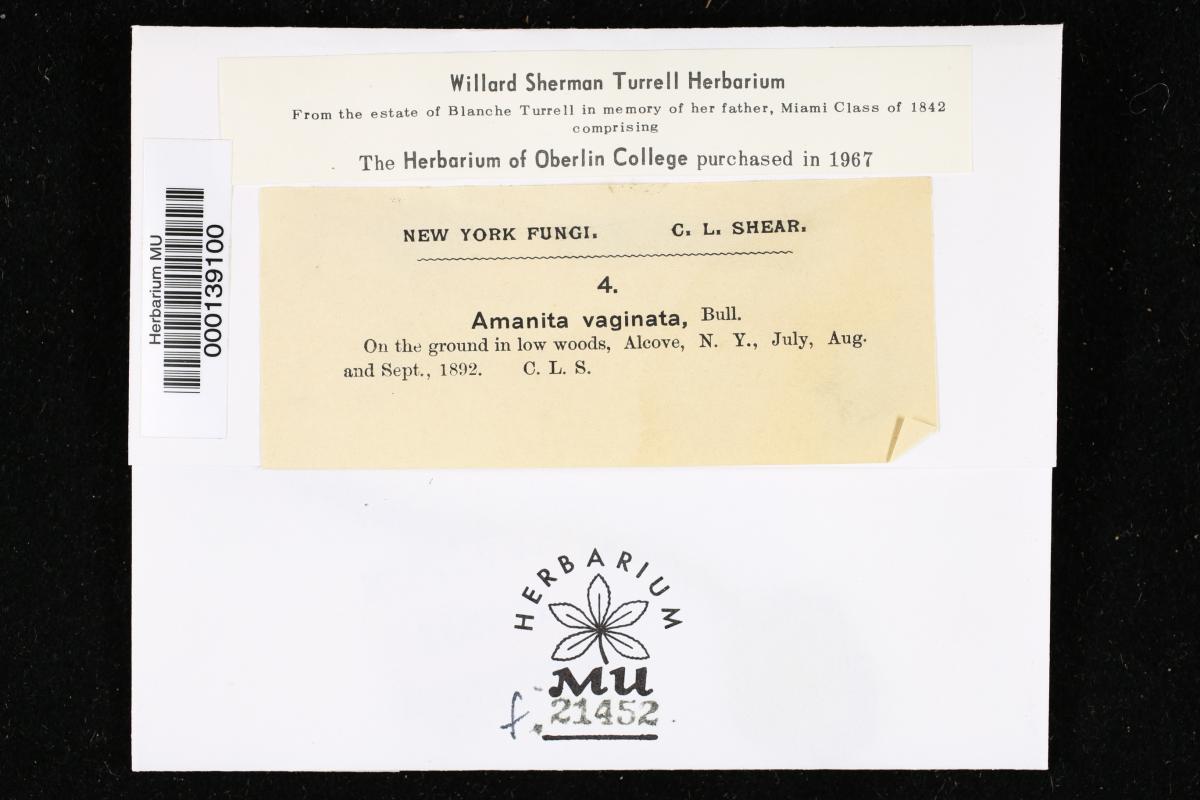 Willard Sherman Turrell Herbarium
From the estate of Blanche Turrell in memory of her father, Miami Class of 1842
comprising
The Herbarium of Oberlin College purchased in 1967
Herbarium MU
000139100
NEW YORK FUNGI. C. L. SHEAR.
4.
Amanita vaginata, Bull.
On the ground in low woods, Alcove, N. Y., July, Aug.
and Sept., 1892. C. L. S.
HERBARIUM
MU
f. 21452